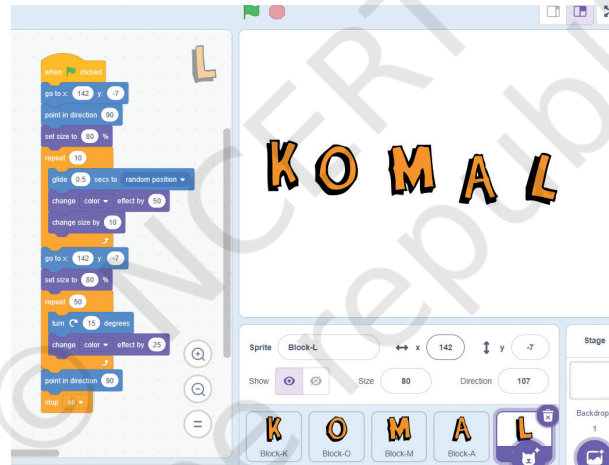 L
when clicked
go to x: 142 y: -7
point in direction 90
set size to 80 %
repeat 10
glide 0.5 secs to random position
change color effect by 50
change size by 10
go to x: 142 y: -7
set size to 80 %
repeat 50
turn 15 degrees
change color effect by 25
point in direction 90
stop all
K O M A L
Sprite Block-L x 142 y -7
Show Size 80 Direction 107
K O M A L
Block-K Block-O Block-M Block-A
Stage
Backdrop
1
© NCERT
be republ